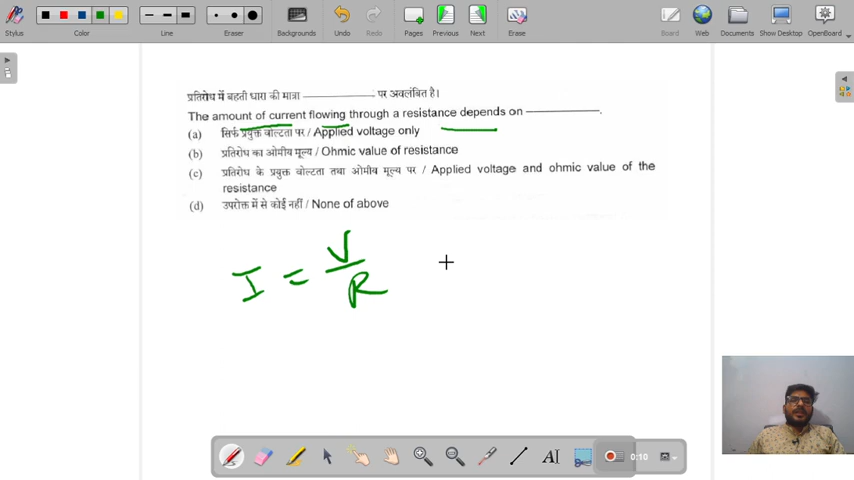 Stylus
Color
Line
Eraser
Backgrounds
Undo
Redo
Pages
Previous
Next
Erase
Board
Web
Documents
Show Desktop
OpenBoard
प्रतिरोध में बहती धारा की मात्रा ____________ पर अवलंबित है।
The amount of current flowing through a resistance depends on ____________.
(a) सिर्फ प्रयुक्त वोल्टता पर / Applied voltage only
(b) प्रतिरोध का ओमीय मूल्य / Ohmic value of resistance
(c) प्रतिरोध के प्रयुक्त वोल्टता तथा ओमीय मूल्य पर / Applied voltage and ohmic value of the
resistance
(d) उपरोक्त में से कोई नहीं / None of above
I = V/R
0:10